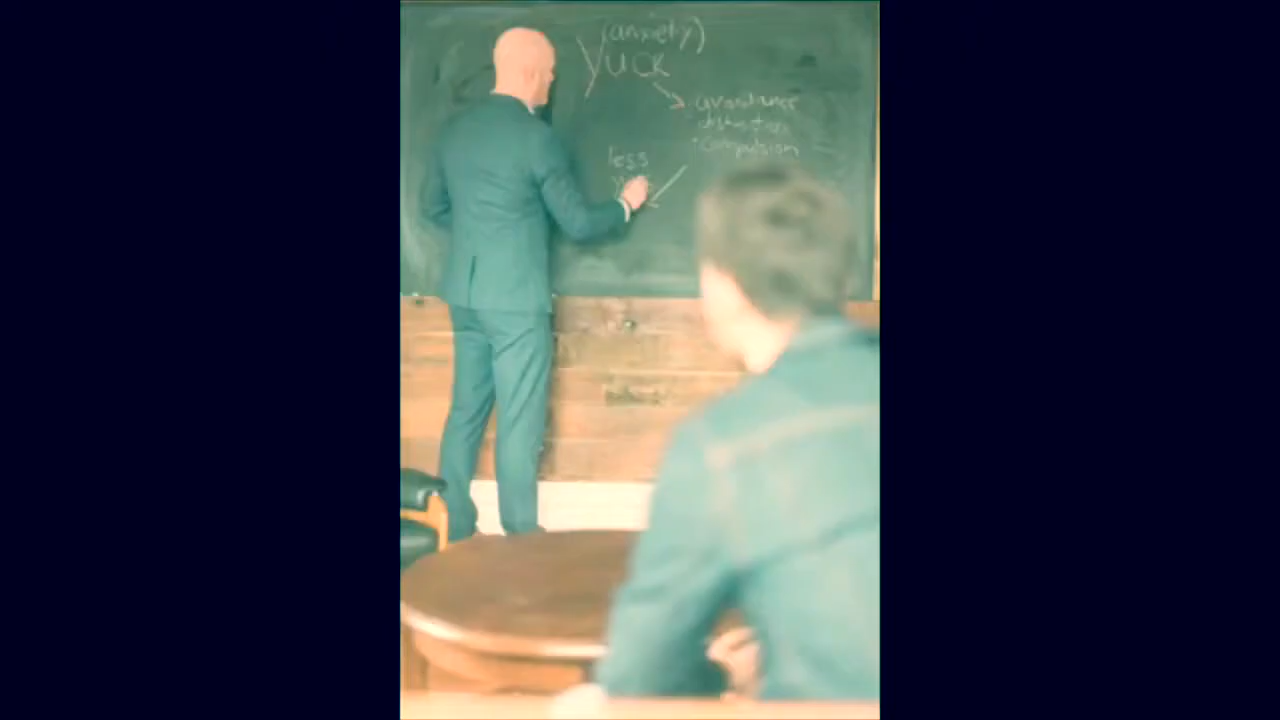 (anxiety)
Yuck
avoidance
distraction
compulsion
less